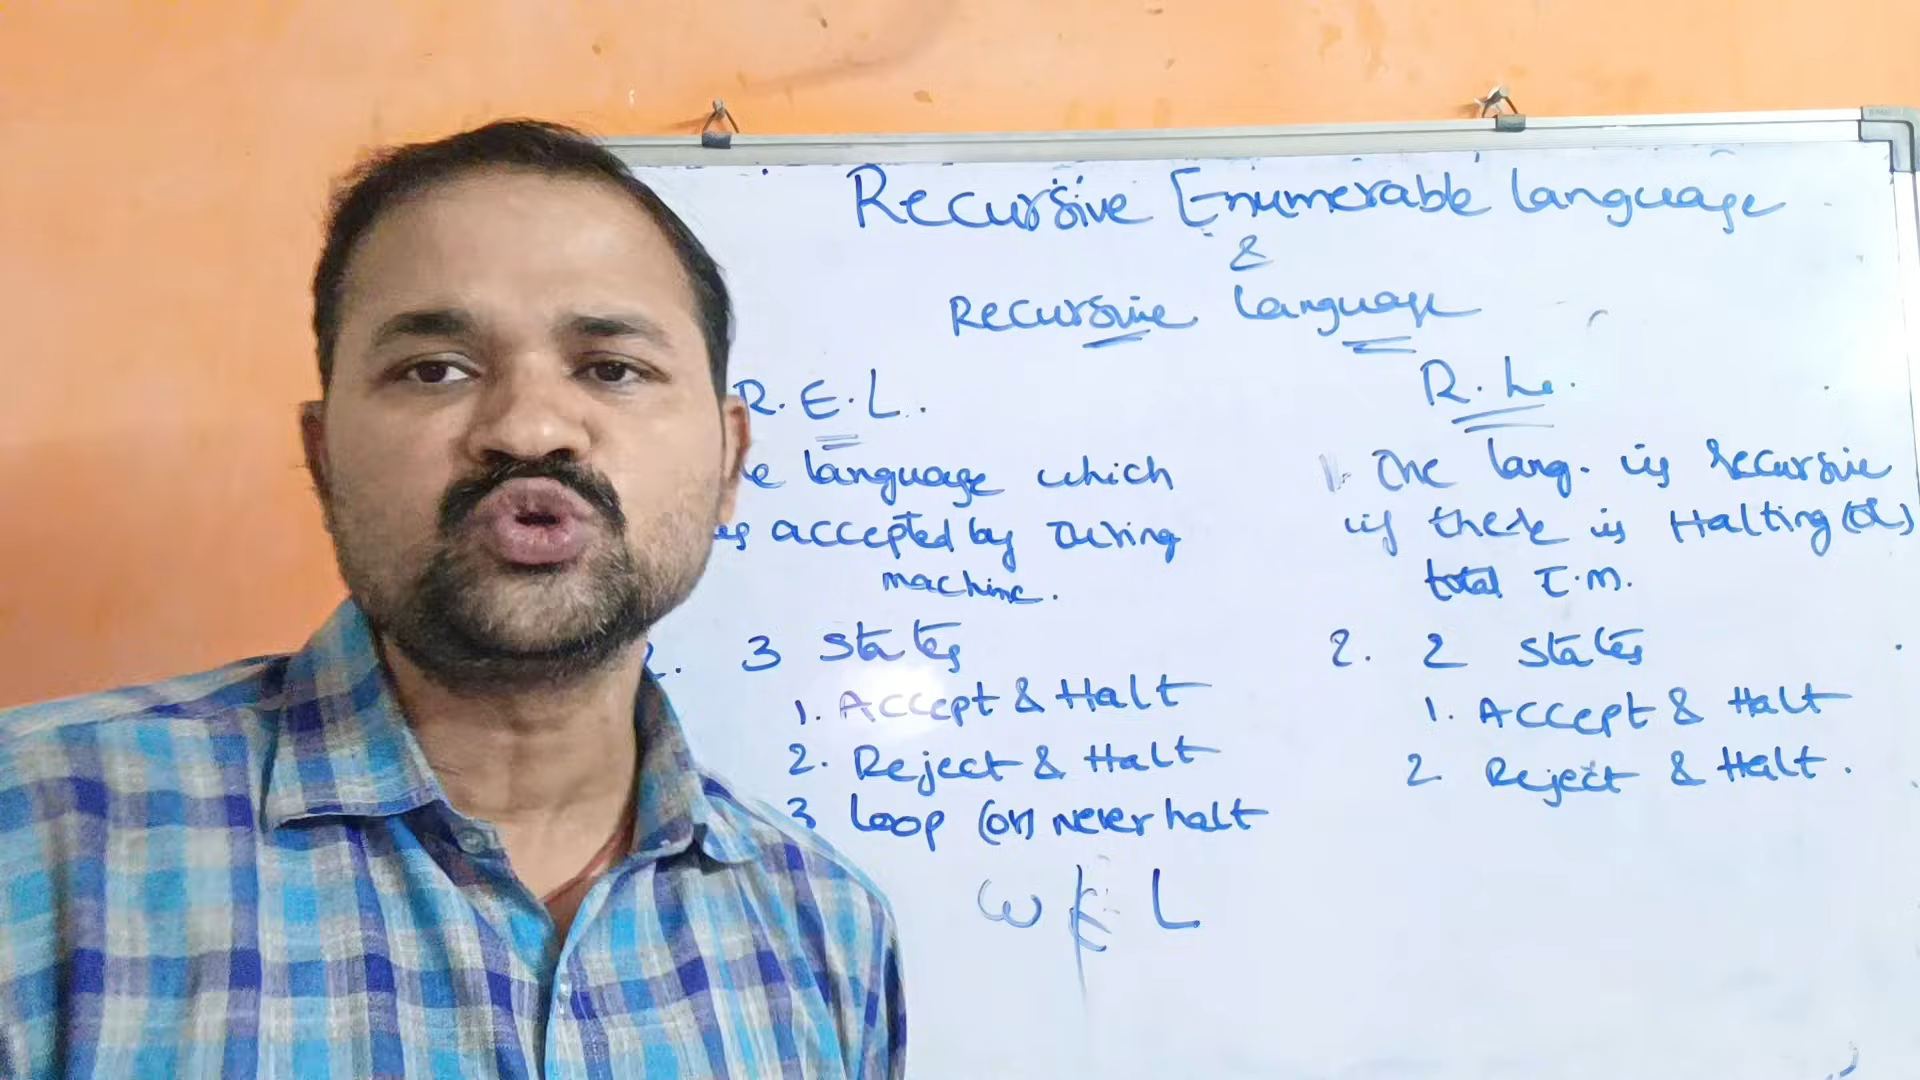 Recursive Enumerable language
&
Recursive language
R.E.L.
e language which
accepted by Turing
machine.
2. 3 states
1. Accept & Halt
2. Reject & Halt
3 Loop (or) never halt
ω ∉ L
R.L.
1. The lang. is recursive
if there is Halting (or)
total T.M.
2. 2 states
1. Accept & Halt
2 Reject & Halt.